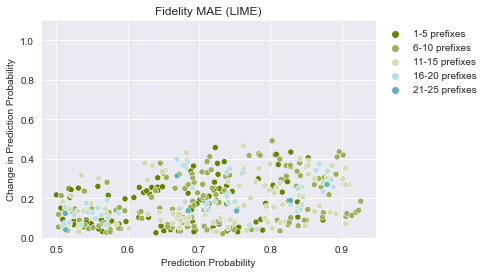 Fidelity MAE (LIME)
1.0
0.8
0.6
0.4
0.2
0.0
Change in Prediction Probability
0.5 0.6 0.7 0.8 0.9
Prediction Probability
1-5 prefixes
6-10 prefixes
11-15 prefixes
16-20 prefixes
21-25 prefixes